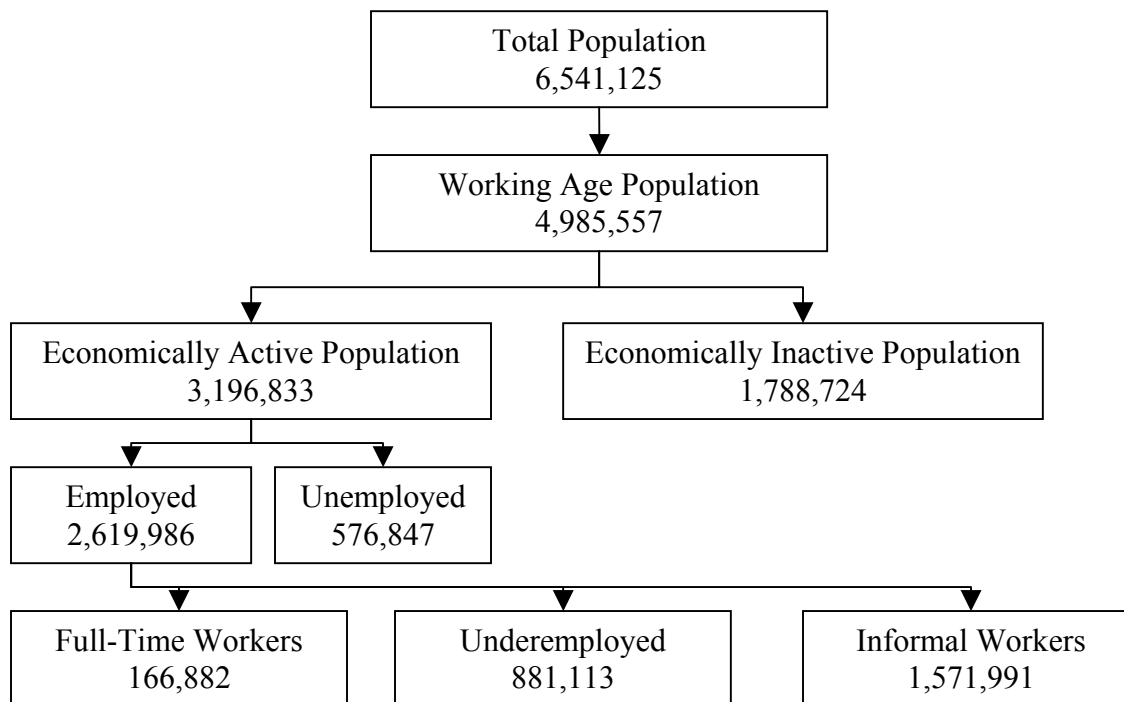 Total Population
6,541,125
Working Age Population
4,985,557
Economically Active Population
3,196,833
Economically Inactive Population
1,788,724
Employed
2,619,986
Unemployed
576,847
Full-Time Workers
166,882
Underemployed
881,113
Informal Workers
1,571,991